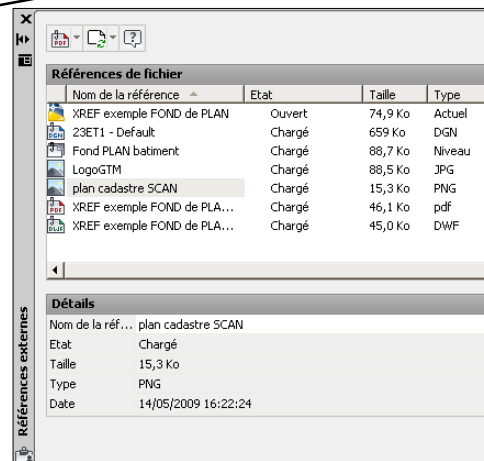 Références de fichier
Nom de la référence Etat Taille Type
XREF exemple FOND de PLAN Ouvert 74,9 Ko Actuel
23ET1 - Default Chargé 659 Ko DGN
Fond PLAN batiment Chargé 88,7 Ko Niveau
LogoGTM Chargé 88,5 Ko JPG
plan cadastre SCAN Chargé 15,3 Ko PNG
XREF exemple FOND de PLA... Chargé 46,1 Ko pdf
XREF exemple FOND de PLA... Chargé 45,0 Ko DWF
Détails
Nom de la réf... plan cadastre SCAN
Etat Chargé
Taille 15,3 Ko
Type PNG
Date 14/05/2009 16:22:24
Références externes